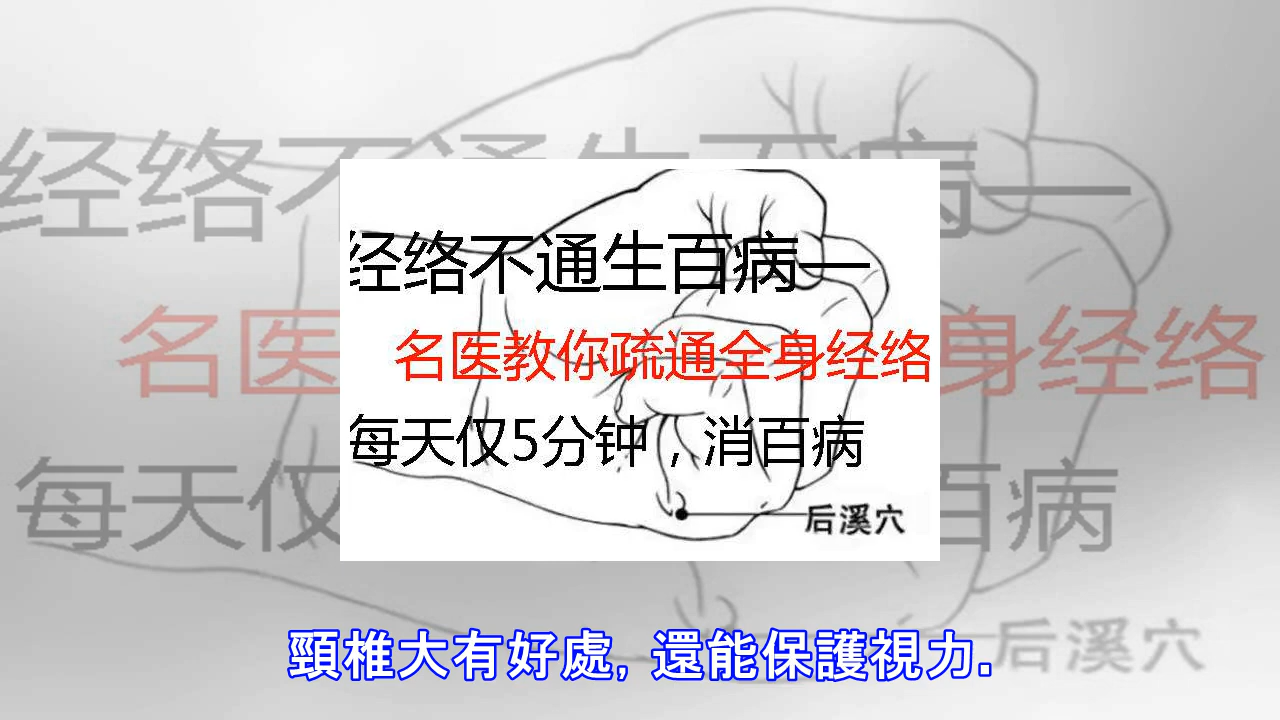 经络不通生百病—
名医教你疏通全身经络
每天仅5分钟，消百病
后溪穴
頸椎大有好處, 還能保護視力.